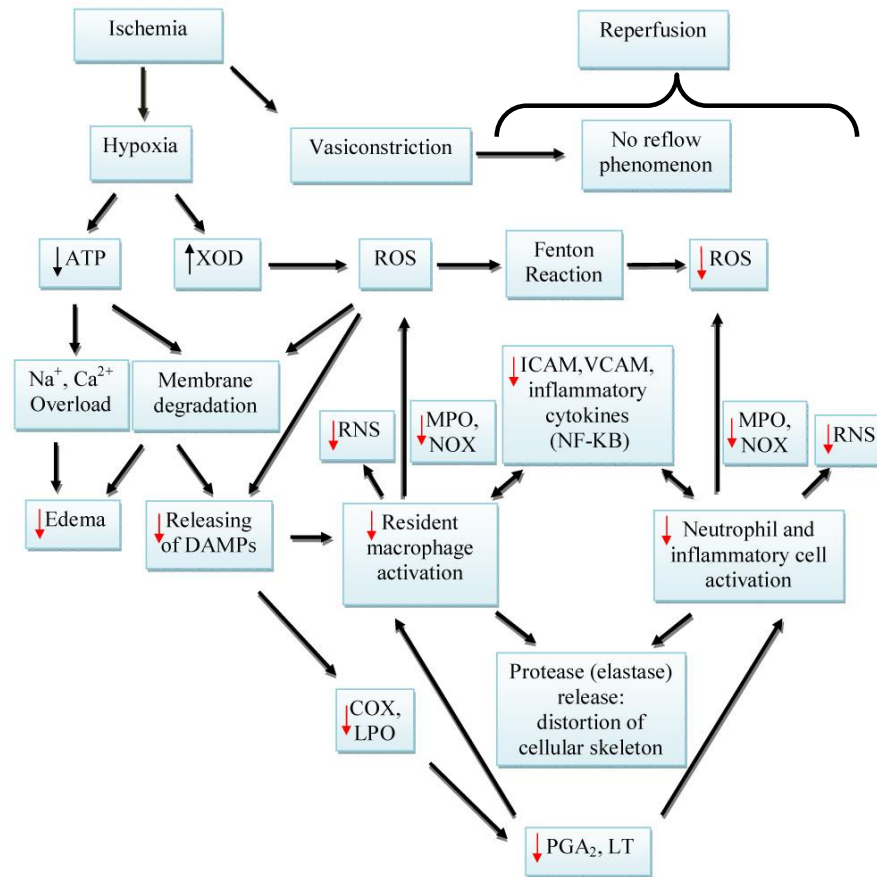 Ischemia
Reperfusion
Hypoxia
Vasiconstriction
No reflow
phenomenon
↓ATP
↑XOD
ROS
Fenton
Reaction
↓ROS
Na⁺, Ca²⁺
Overload
Membrane
degradation
↓RNS
↓MPO,
NOX
↓ICAM,VCAM,
inflammatory
cytokines
(NF-KB)
↓MPO,
NOX
↓RNS
↓Edema
↓Releasing
of DAMPs
↓Resident
macrophage
activation
↓Neutrophil and
inflammatory cell
activation
Protease (elastase)
release:
distortion of
cellular skeleton
↓COX,
LPO
↓PGA₂, LT